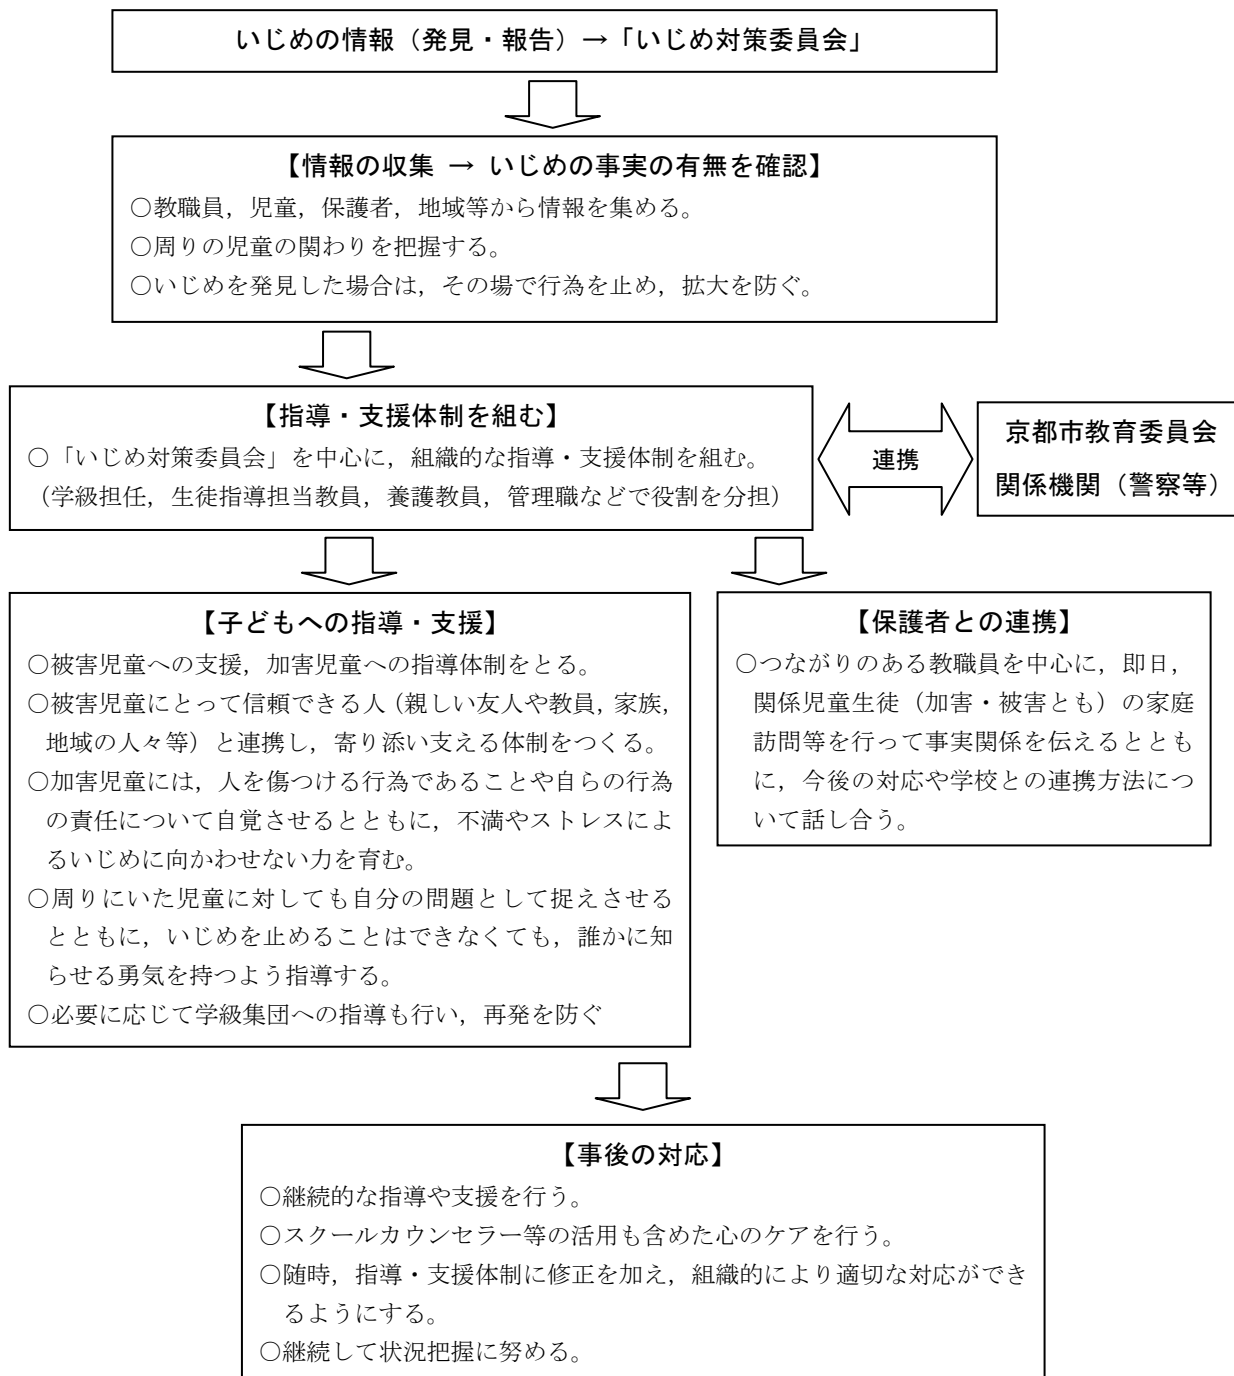 いじめの情報（発見・報告）→「いじめ対策委員会」
【情報の収集 → いじめの事実の有無を確認】
○教職員，児童，保護者，地域等から情報を集める。
○周りの児童の関わりを把握する。
○いじめを発見した場合は，その場で行為を止め，拡大を防ぐ。
【指導・支援体制を組む】
○「いじめ対策委員会」を中心に，組織的な指導・支援体制を組む。
（学級担任，生徒指導担当教員，養護教員，管理職などで役割を分担）
連携
京都市教育委員会
関係機関（警察等）
【子どもへの指導・支援】
○被害児童への支援，加害児童への指導体制をとる。
○被害児童にとって信頼できる人（親しい友人や教員，家族，
地域の人々等）と連携し，寄り添い支える体制をつくる。
○加害児童には，人を傷つける行為であることや自らの行為
の責任について自覚させるとともに，不満やストレスによ
るいじめに向かわせない力を育む。
○周りにいた児童に対しても自分の問題として捉えさせる
とともに，いじめを止めることはできなくても，誰かに知
らせる勇気を持つよう指導する。
○必要に応じて学級集団への指導も行い，再発を防ぐ
【保護者との連携】
○つながりのある教職員を中心に，即日，
関係児童生徒（加害・被害とも）の家庭
訪問等を行って事実関係を伝えるととも
に，今後の対応や学校との連携方法につ
いて話し合う。
【事後の対応】
○継続的な指導や支援を行う。
○スクールカウンセラー等の活用も含めた心のケアを行う。
○随時，指導・支援体制に修正を加え，組織的により適切な対応ができ
るようにする。
○継続して状況把握に努める。